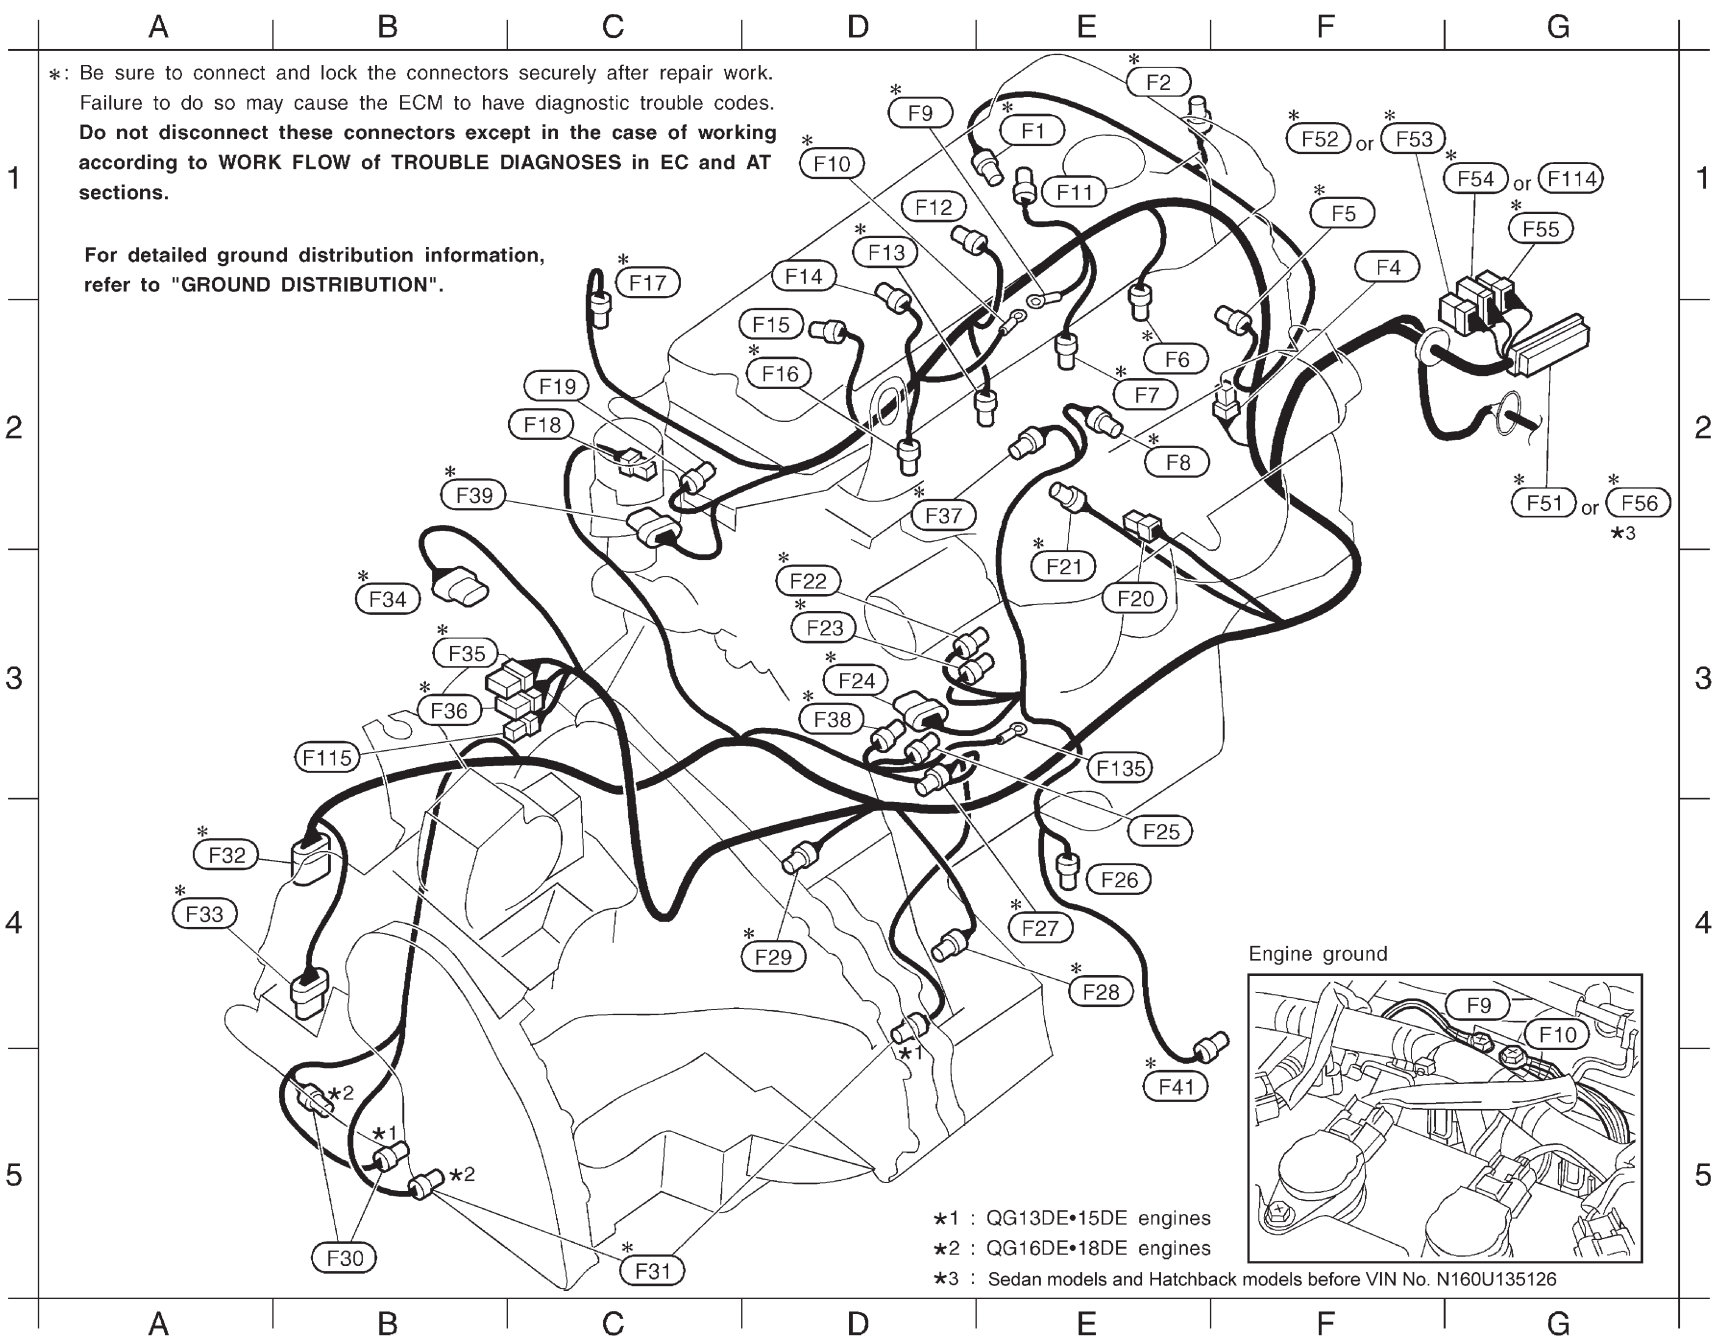 A B C D E F G
*: Be sure to connect and lock the connectors securely after repair work.
Failure to do so may cause the ECM to have diagnostic trouble codes.
Do not disconnect these connectors except in the case of working
according to WORK FLOW of TROUBLE DIAGNOSES in EC and AT
sections.
For detailed ground distribution information,
refer to "GROUND DISTRIBUTION".
* F2
* F9
* F1
* F52 or * F53
* F10
1
1
* F54 or F114
F11
F12
* F5
* F55
* F13
F4
F14
* F17
F15
* F6
* F16
F19
* F7
F18
2
2
* F8
* F39
* F51 or * F56
★3
* F37
* F21
* F22
* F34
F20
* F23
* F35
* F24
3
3
* F36
* F38
F115
F135
F25
* F32
F26
* F33
* F27
4
4
* F29
Engine ground
* F28
F9
F10
★1
* F41
★2
★1
★2
5
5
F30
* F31
★1 : QG13DE•15DE engines
★2 : QG16DE•18DE engines
★3 : Sedan models and Hatchback models before VIN No. N160U135126
A B C D E F G